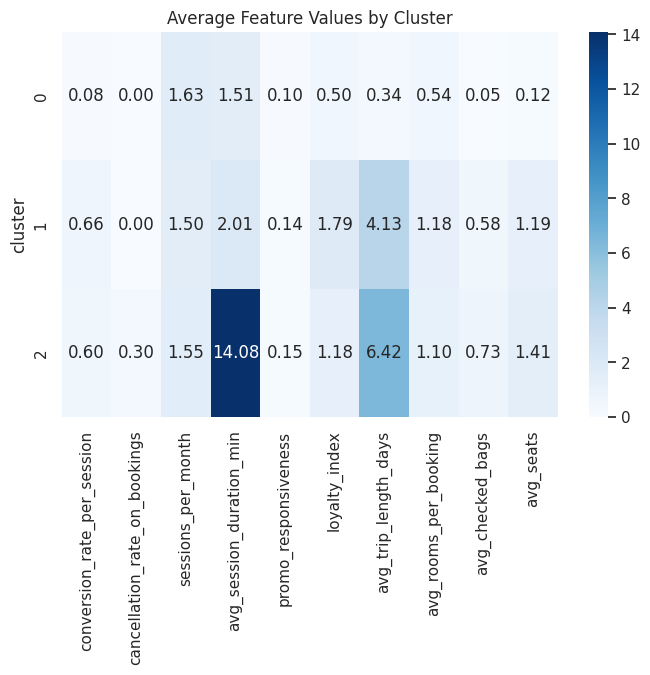 Average Feature Values by Cluster
0.08 0.00 1.63 1.51 0.10 0.50 0.34 0.54 0.05 0.12
0.66 0.00 1.50 2.01 0.14 1.79 4.13 1.18 0.58 1.19
0.60 0.30 1.55 14.08 0.15 1.18 6.42 1.10 0.73 1.41
0
1
2
cluster
conversion_rate_per_session
cancellation_rate_on_bookings
sessions_per_month
avg_session_duration_min
promo_responsiveness
loyalty_index
avg_trip_length_days
avg_rooms_per_booking
avg_checked_bags
avg_seats
14
12
10
8
6
4
2
0